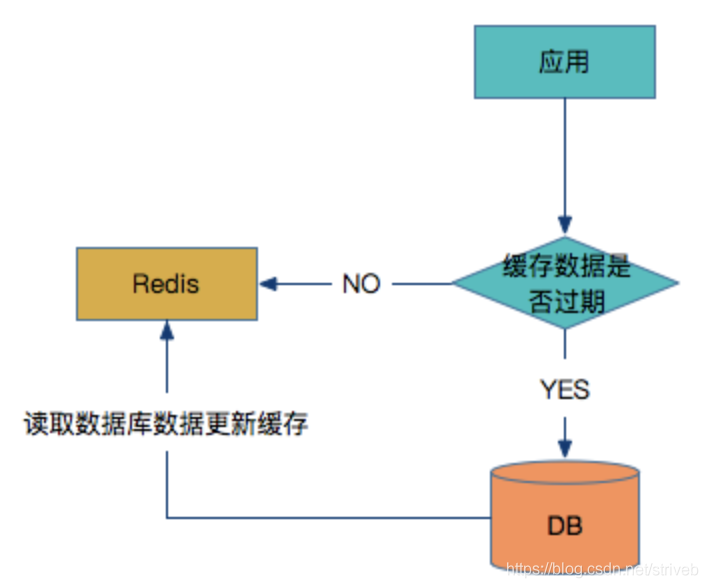 应用
缓存数据是
否过期
NO
Redis
YES
读取数据库数据更新缓存
DB
https://blog.csdn.net/striveb